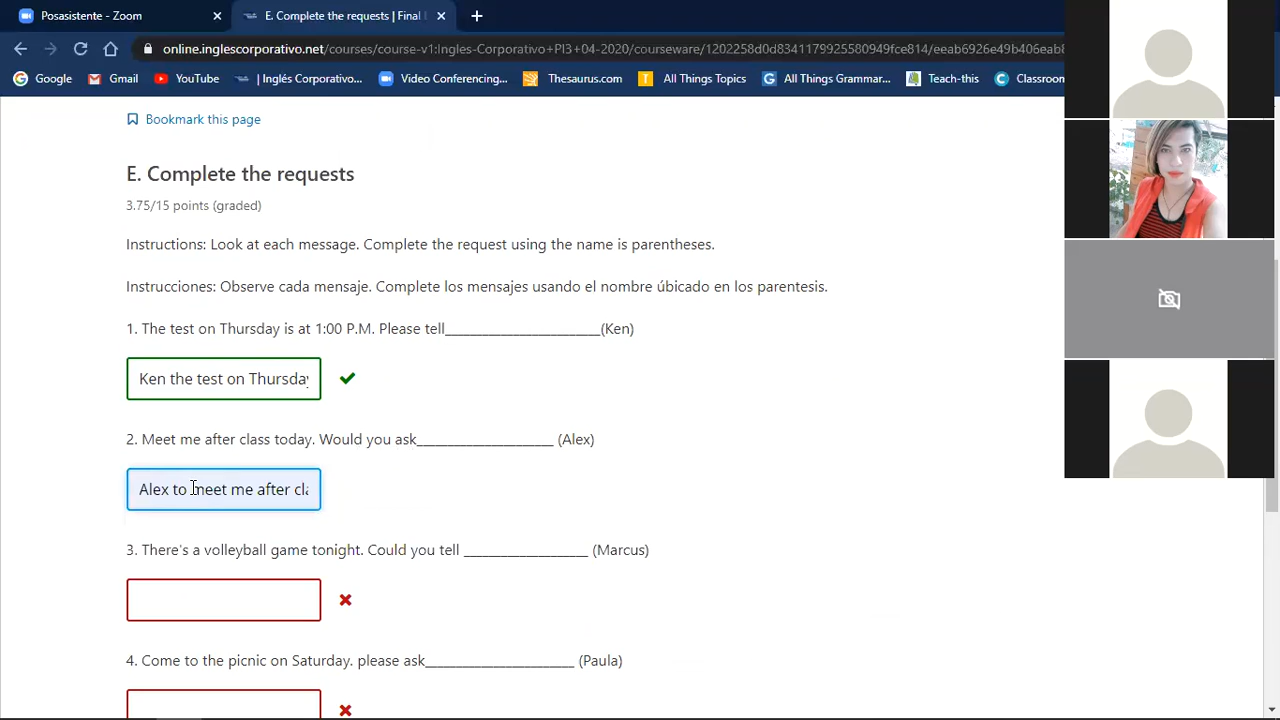 Posasistente - Zoom
E. Complete the requests | Final
online.inglescorporativo.net/courses/course-v1:Ingles-Corporativo+PI3+04-2020/courseware/1202258d0d8341179925580949fce814/eeab6926e49b406eab
Google Gmail YouTube | Inglés Corporativo... Video Conferencing... Thesaurus.com All Things Topics All Things Grammar... Teach-this Classroom
Bookmark this page
E. Complete the requests
3.75/15 points (graded)
Instructions: Look at each message. Complete the request using the name is parentheses.
Instrucciones: Observe cada mensaje. Complete los mensajes usando el nombre úbicado en los parentesis.
1. The test on Thursday is at 1:00 P.M. Please tell________________________(Ken)
Ken the test on Thursday
2. Meet me after class today. Would you ask_____________________ (Alex)
Alex to meet me after cla
3. There's a volleyball game tonight. Could you tell ___________________ (Marcus)
4. Come to the picnic on Saturday. please ask_______________________ (Paula)